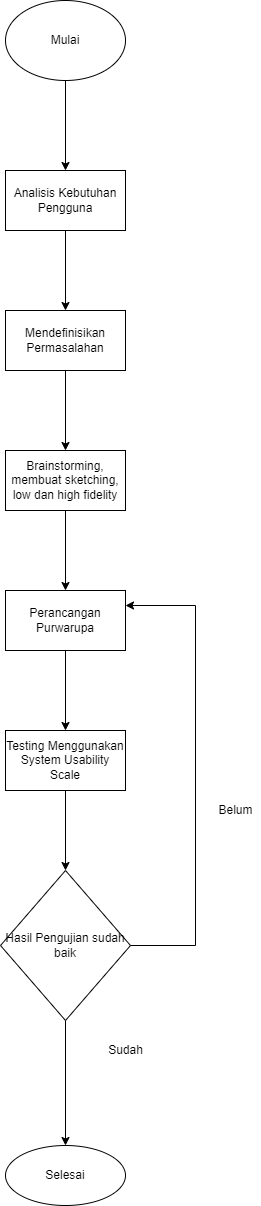 Mulai
Analisis Kebutuhan
Pengguna
Mendefinisikan
Permasalahan
Brainstorming,
membuat sketching,
low dan high fidelity
Perancangan
Purwarupa
Testing Menggunakan
System Usability
Scale
Belum
Hasil Pengujian sudah
baik
Sudah
Selesai